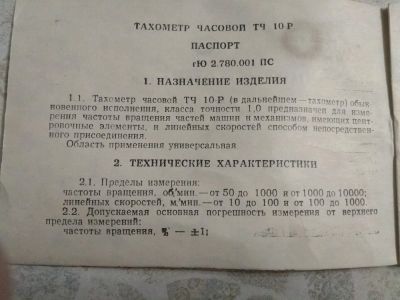 ТАХОМЕТР ЧАСОВОЙ ТЧ 10-Р
ПАСПОРТ
гЮ 2.780.001 ПС
1. НАЗНАЧЕНИЕ ИЗДЕЛИЯ
1.1. Тахометр часовой ТЧ 10-Р (в дальнейшем — тахометр) обык-
новенного исполнения, класса точности 1,0 предназначен для изме-
рения частоты вращения частей машин и механизмов, имеющих цент-
ровочные элементы, и линейных скоростей способом непосредствен-
ного присоединения.
Область применения универсальная.
2. ТЕХНИЧЕСКИЕ ХАРАКТЕРИСТИКИ
2.1. Пределы измерения:
частоты вращения, об/мин. — от 50 до 1000 и от 1000 до 10000;
линейных скоростей, м/мин. — от 10 до 100 и от 100 до 1000.
2.2. Допускаемая основная погрешность измерения от верхнего
предела измерений:
частоты вращения, % — ±1;